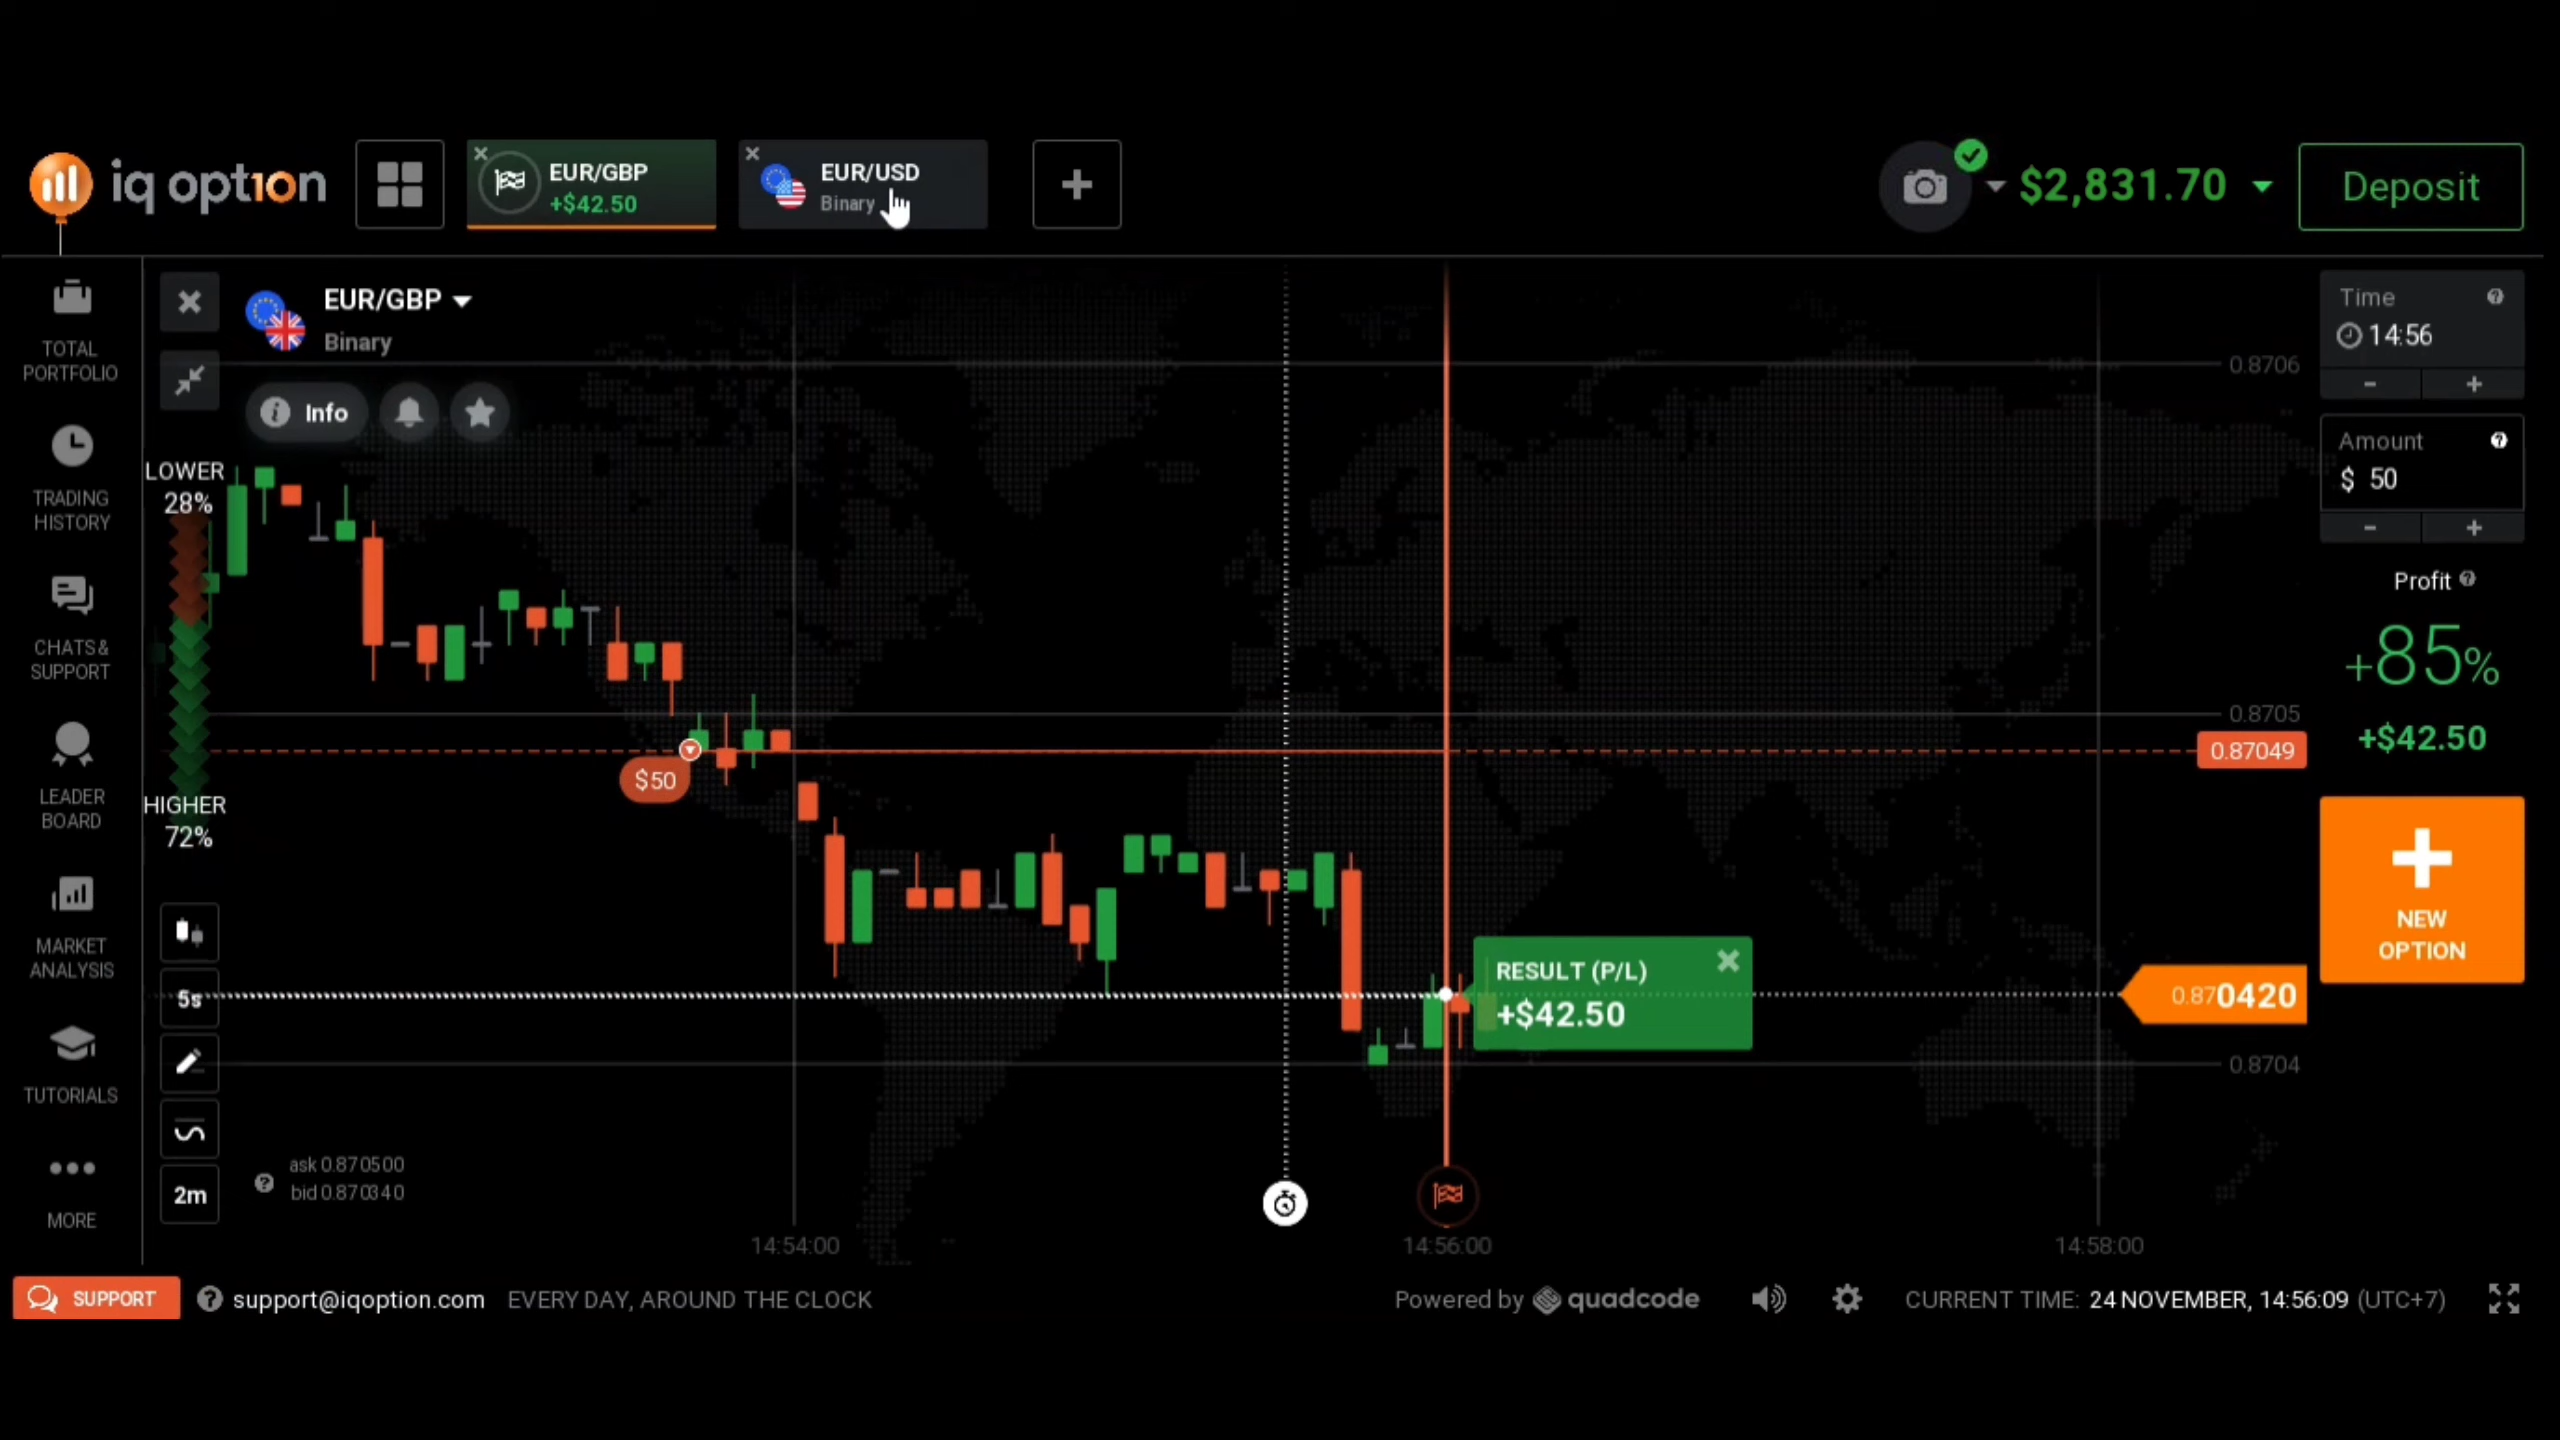 iq option
EUR/GBP
+$42.50
EUR/USD
Binary
$2,831.70
Deposit
TOTAL
PORTFOLIO
TRADING
HISTORY
CHATS &
SUPPORT
LEADER
BOARD
MARKET
ANALYSIS
TUTORIALS
MORE
EUR/GBP
Binary
Info
LOWER
28%
HIGHER
72%
5s
2m
ask 0.870500
bid 0.870340
$50
RESULT (P/L)
+$42.50
0.8706
0.8705
0.87049
0.870420
0.8704
14:54:00
14:56:00
14:58:00
Time
14:56
- +
Amount
$ 50
- +
Profit
+85%
+$42.50
NEW
OPTION
SUPPORT
support@iqoption.com
EVERY DAY, AROUND THE CLOCK
Powered by quadcode
CURRENT TIME: 24 NOVEMBER, 14:56:09 (UTC+7)